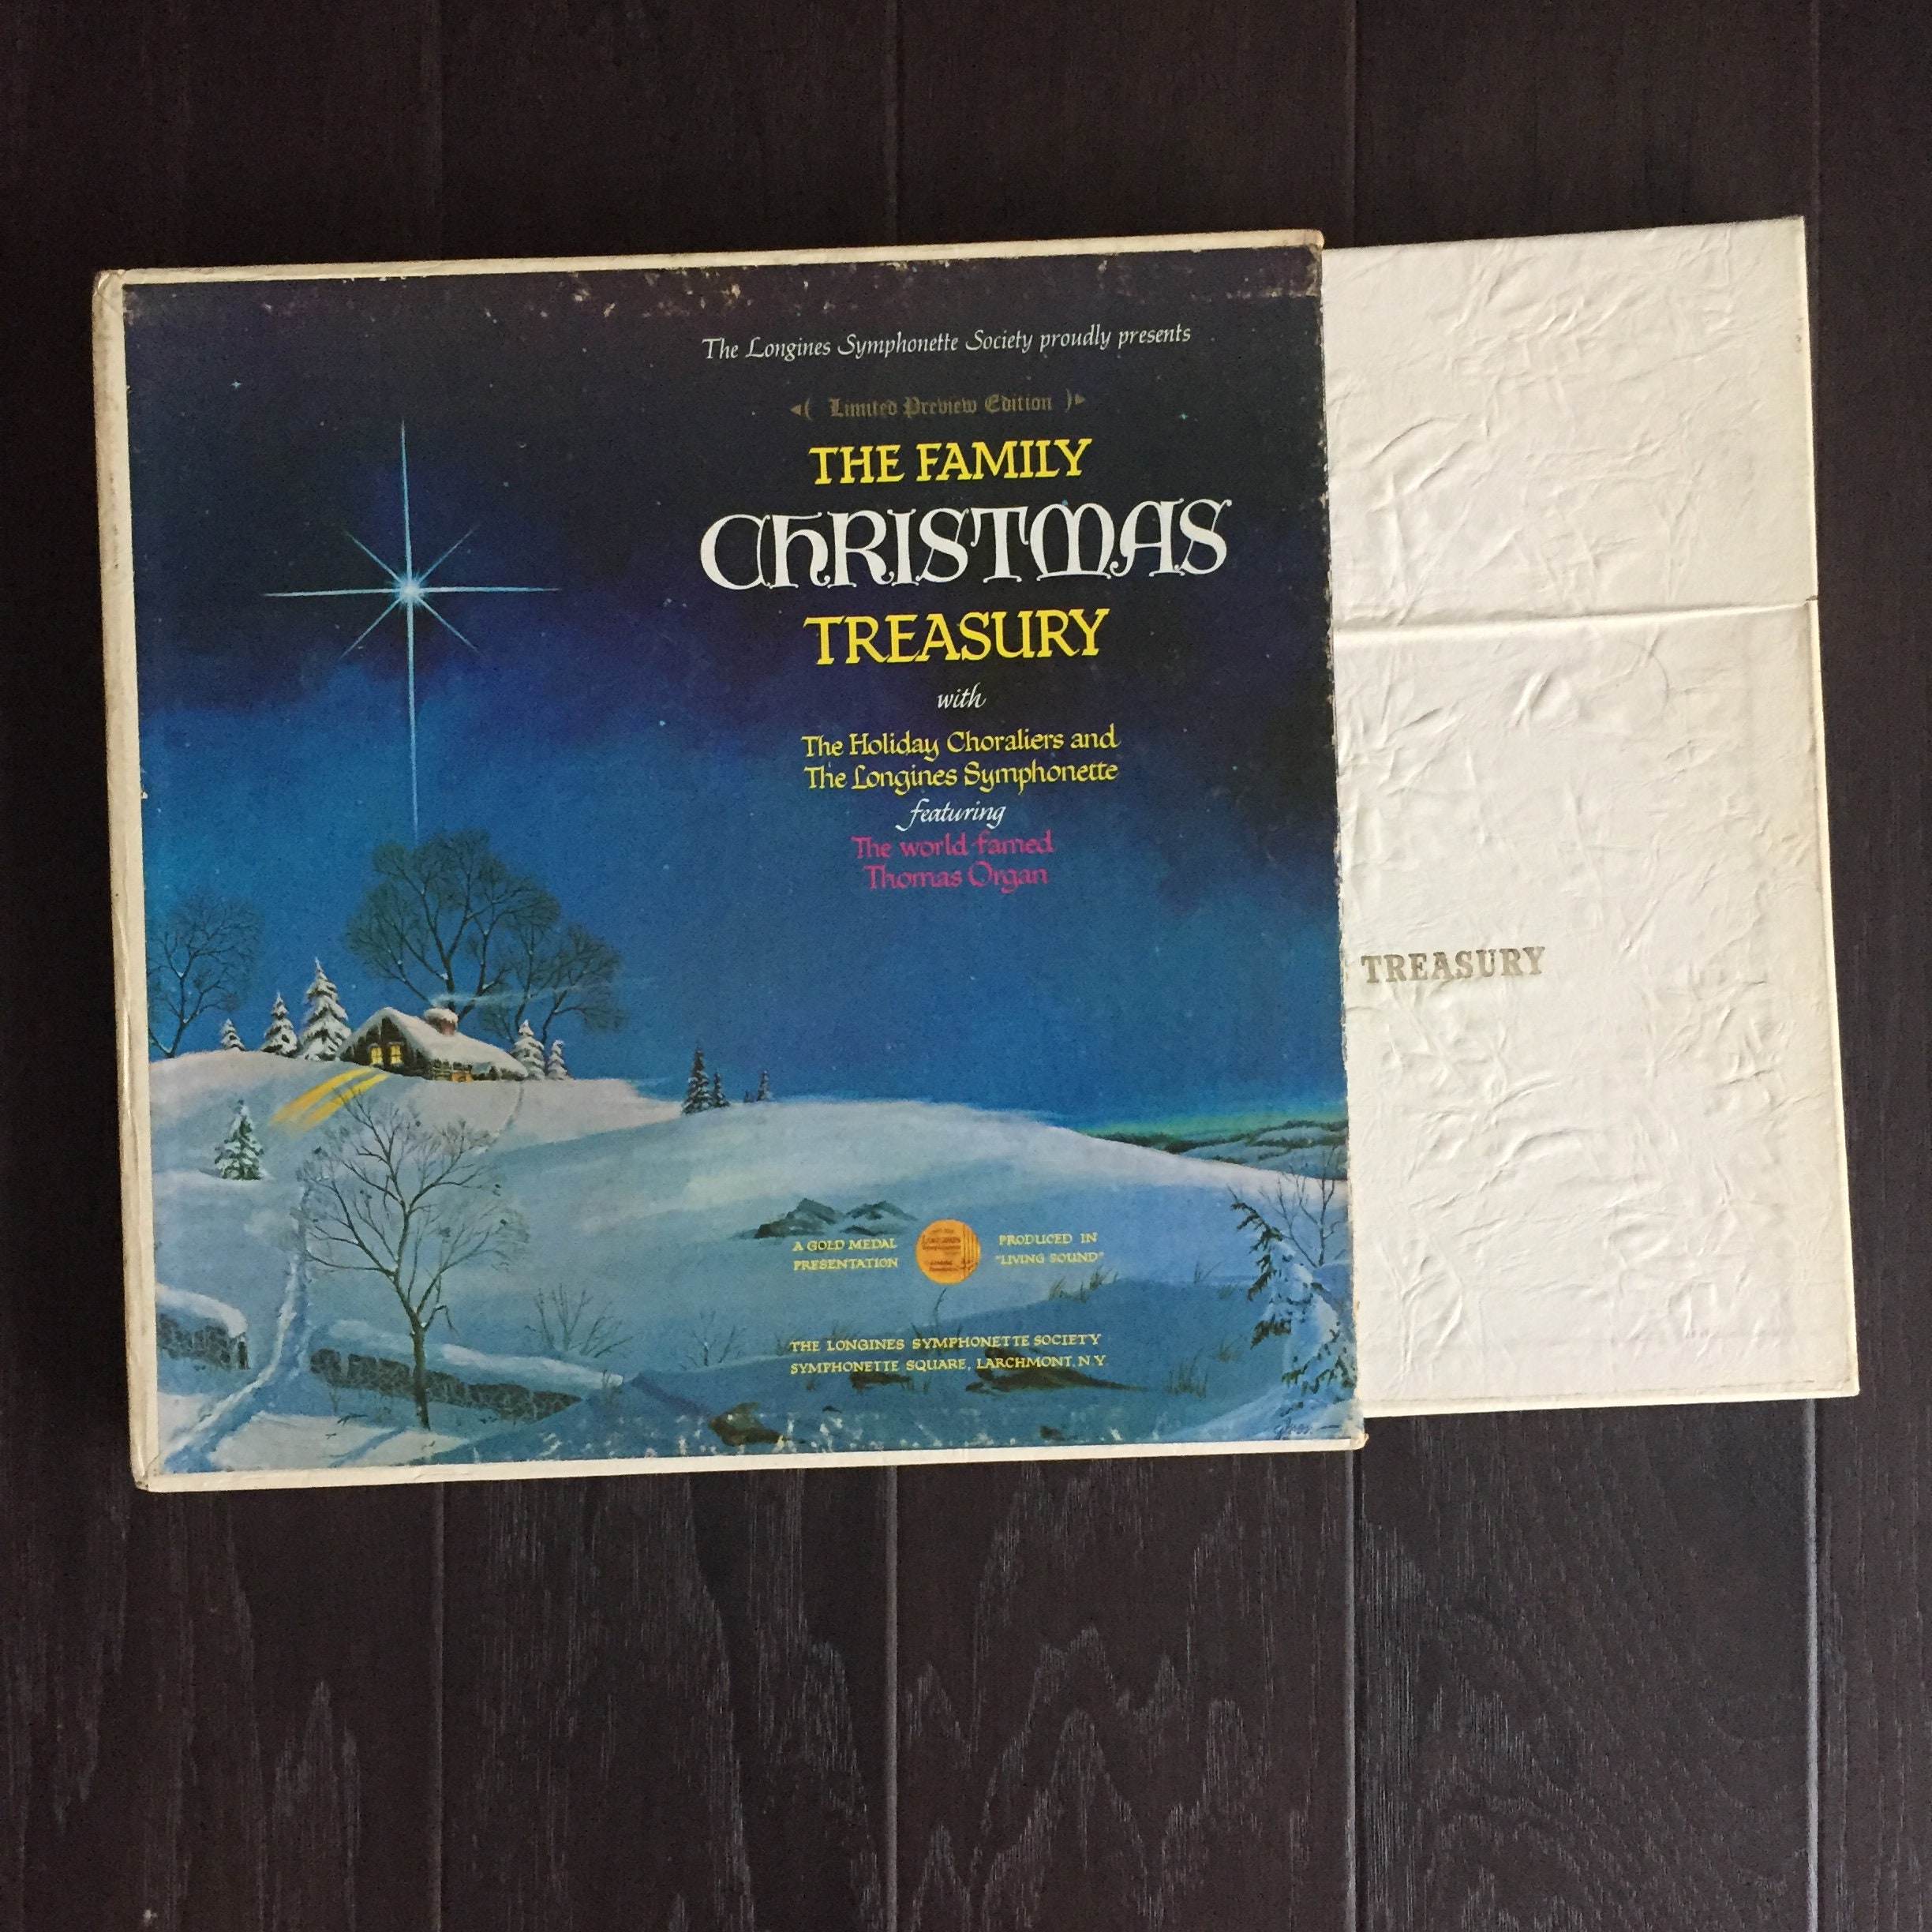 The Longines Symphonette Society proudly presents
Limited Preview Edition
THE FAMILY
ChRISTMAS
TREASURY
with
The Holiday Choraliers and
The Longines Symphonette
featuring
The world-famed
Thomas Organ
A GOLD MEDAL
PRESENTATION
LONGINES
PRODUCED IN
"LIVING SOUND"
THE LONGINES SYMPHONETTE SOCIETY
SYMPHONETTE SQUARE, LARCHMONT, N.Y.
TREASURY